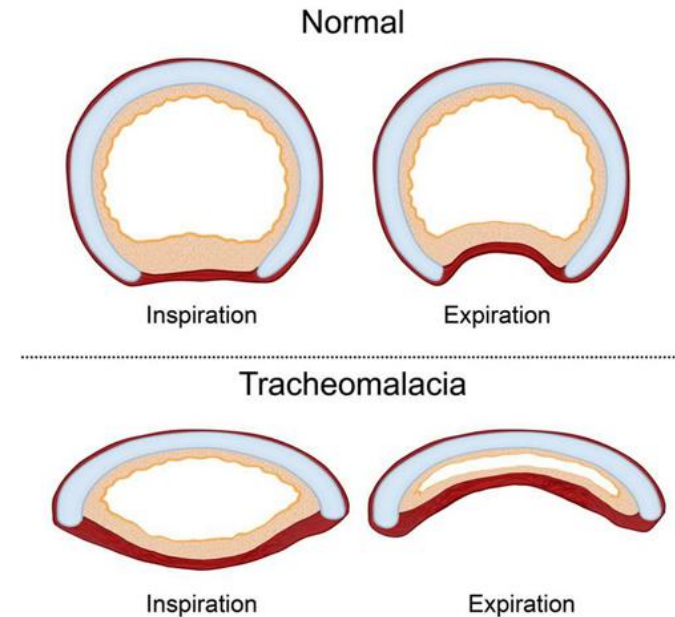 Normal
Inspiration
Expiration
Tracheomalacia
Inspiration
Expiration